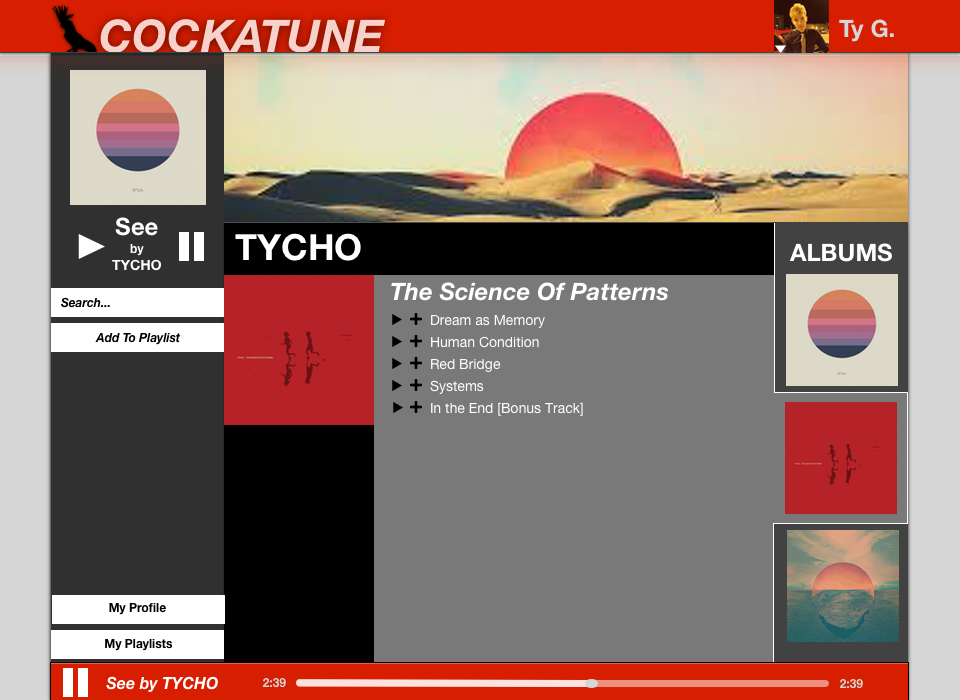 COCKATUNE
Ty G.
See
by
TYCHO
Search...
Add To Playlist
My Profile
My Playlists
TYCHO
The Science Of Patterns
Dream as Memory
Human Condition
Red Bridge
Systems
In the End [Bonus Track]
ALBUMS
See by TYCHO
2:39
2:39